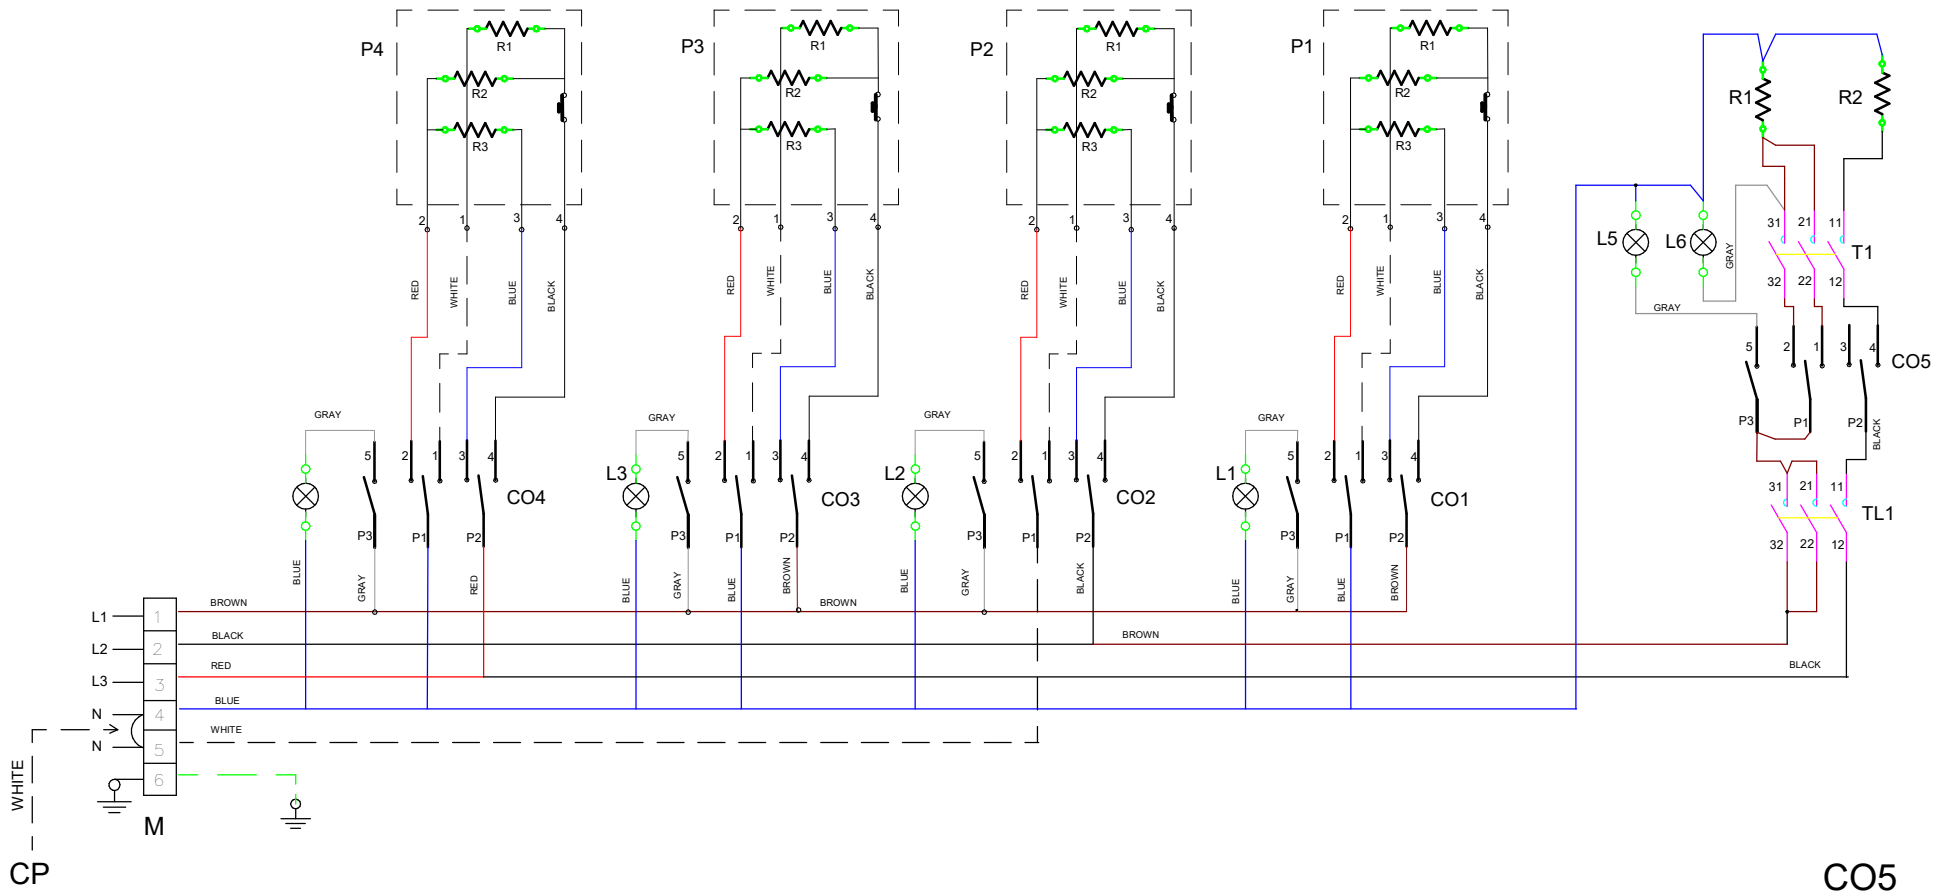 P4
R1
R2
R3
2 1 3 4
RED
WHITE
BLUE
BLACK
P3
R1
R2
R3
2 1 3 4
RED
WHITE
BLUE
BLACK
P2
R1
R2
R3
2 1 3 4
RED
WHITE
BLUE
BLACK
P1
R1
R2
R3
2 1 3 4
RED
WHITE
BLUE
BLACK
R1 R2
L5 L6
GRAY
31 21 11
T1
32 22 12
GRAY
5 2 1 3 4
CO5
P3 P1 P2
BLACK
31 21 11
TL1
32 22 12
GRAY
5 2 1 3 4
CO4
P3 P1 P2
BLUE
GRAY
RED
GRAY
L3
5 2 1 3 4
CO3
P3 P1 P2
BLUE
GRAY
BLUE
BROWN
GRAY
L2
5 2 1 3 4
CO2
P3 P1 P2
BLUE
GRAY
BLACK
GRAY
L1
5 2 1 3 4
CO1
P3 P1 P2
BLUE
GRAY
BLUE
BROWN
L1 1 BROWN BROWN
L2 2 BLACK BROWN
L3 3 RED BLACK
N 4 BLUE
N 5 WHITE
6
M
WHITE
CP
CO5